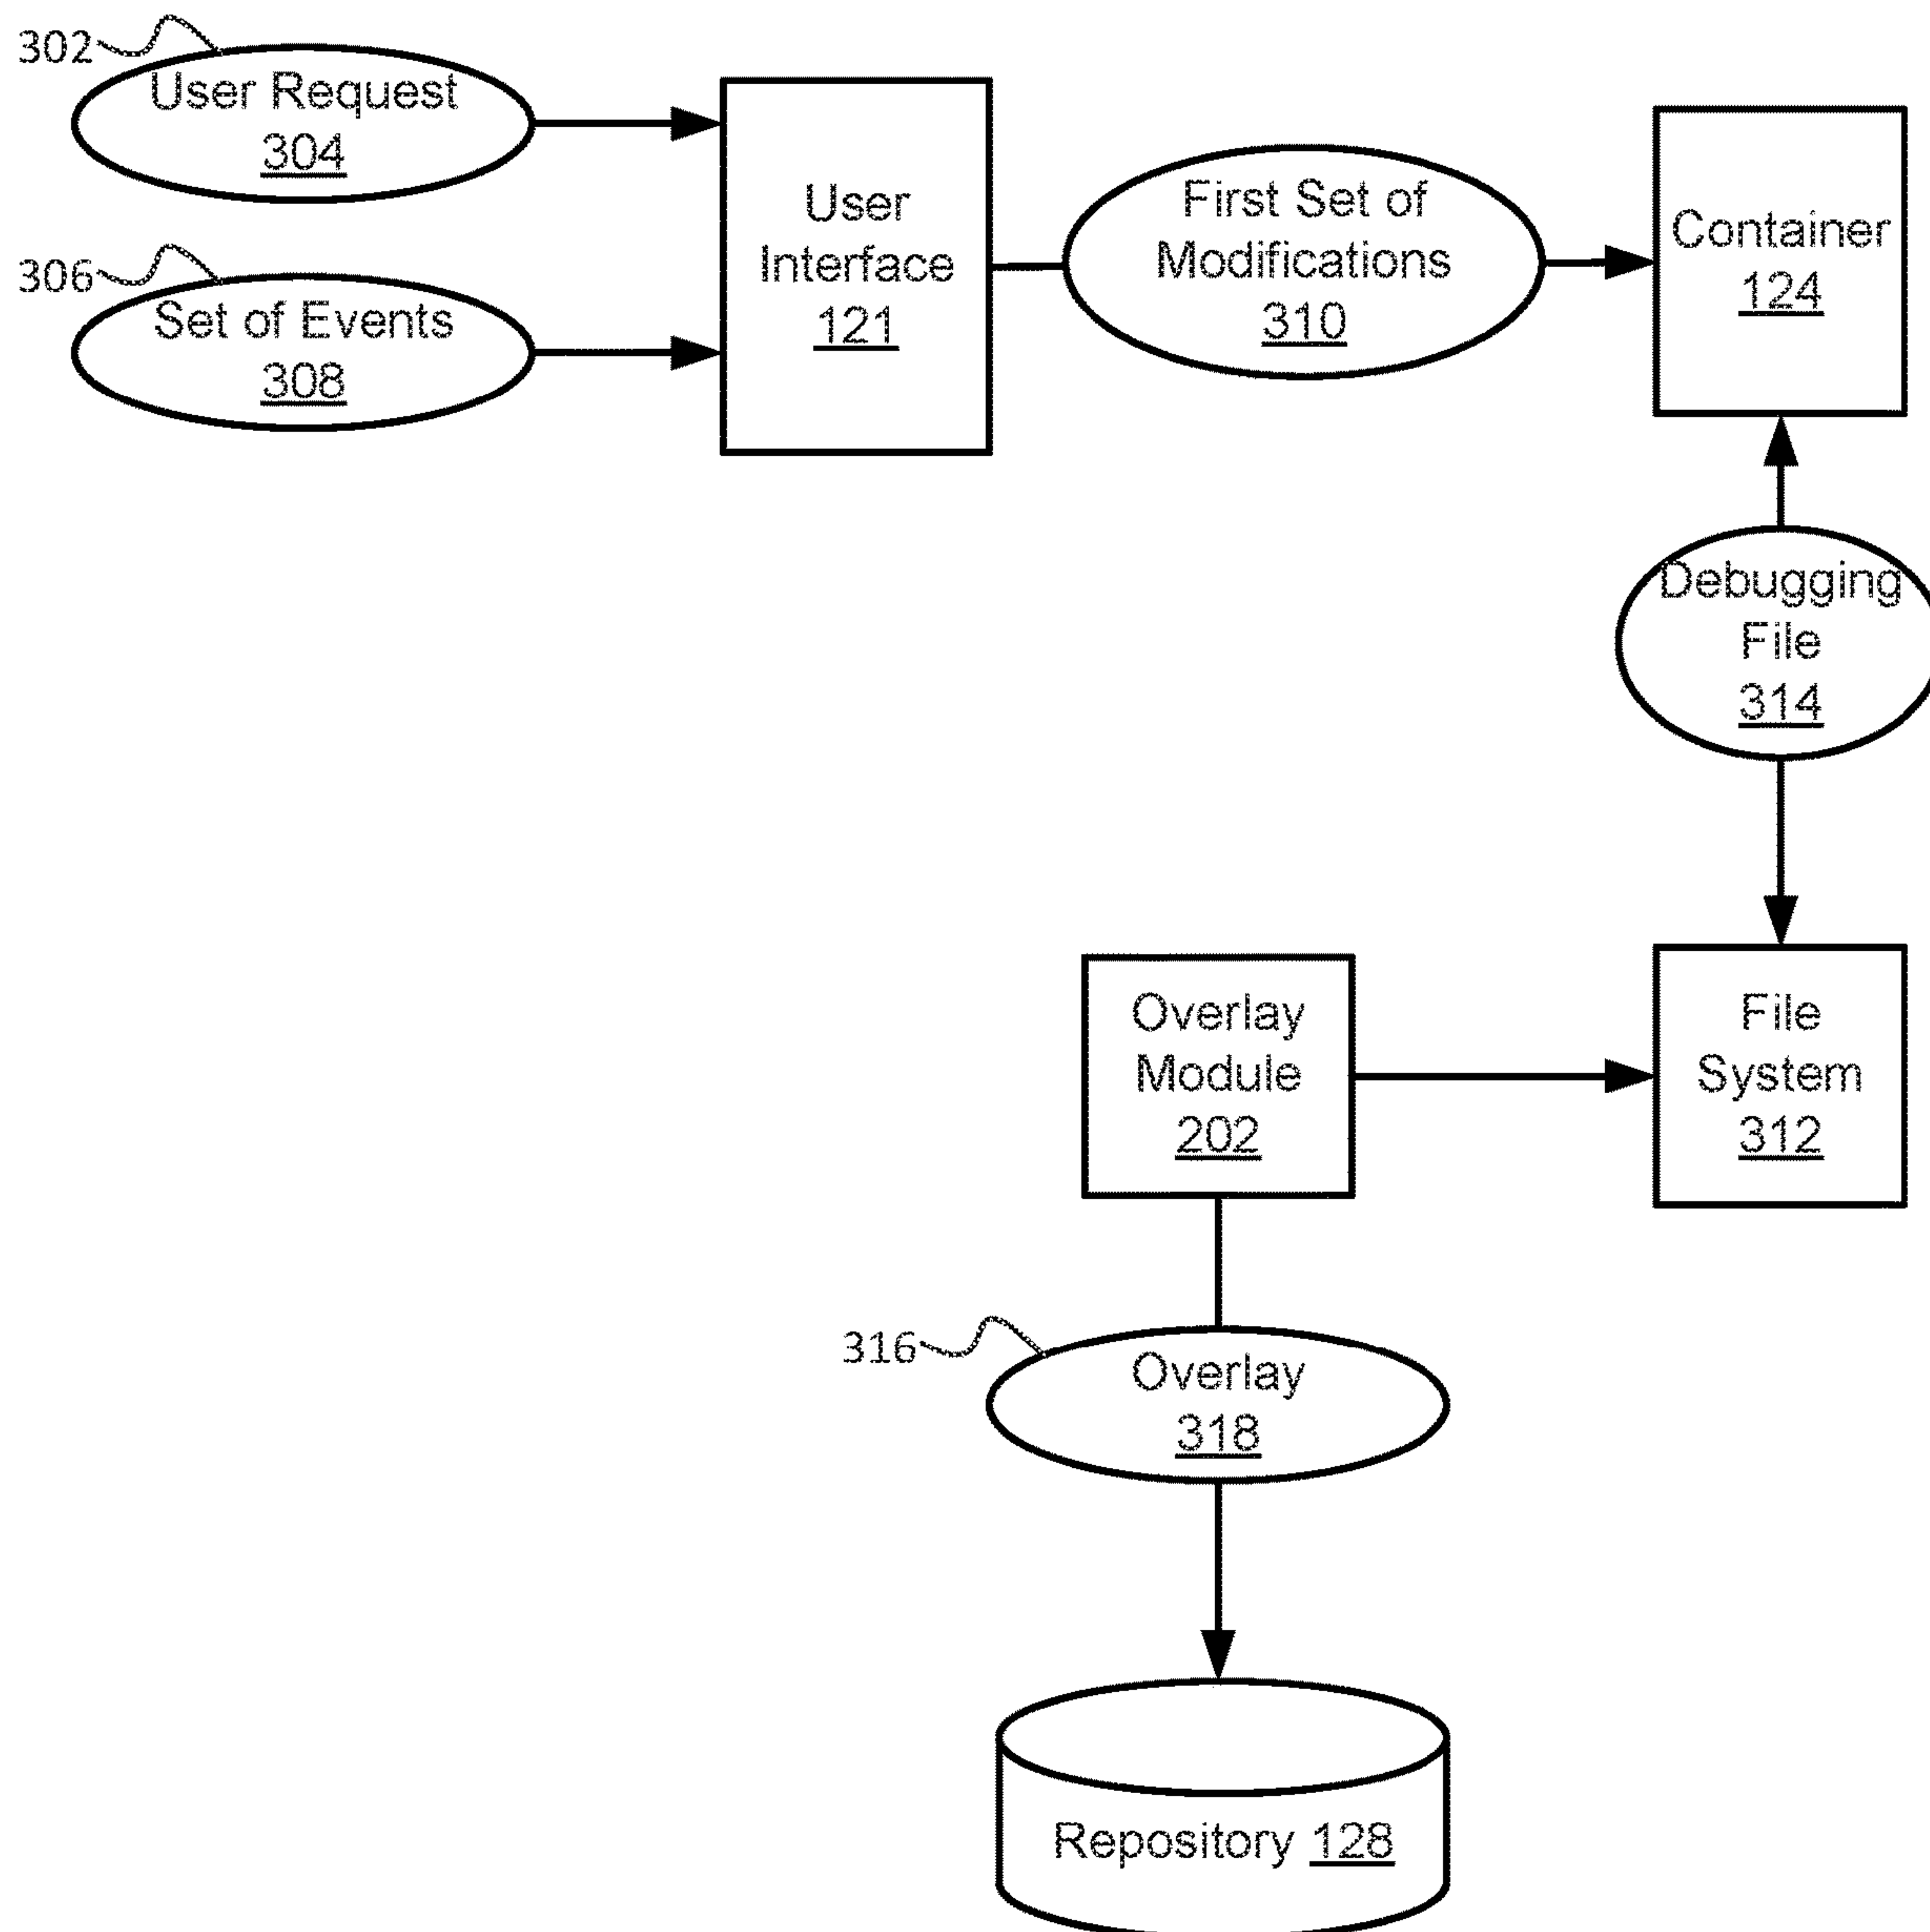 302
User Request
304
306
Set of Events
308
User
Interface
121
First Set of
Modifications
310
Container
124
Debugging
File
314
Overlay
Module
202
File
System
312
316
Overlay
318
Repository 128